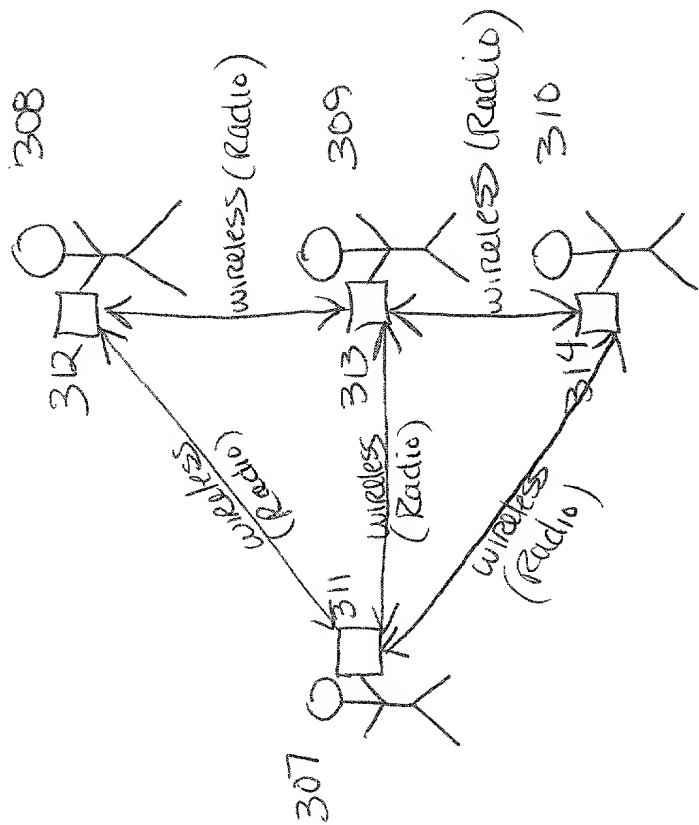 308
wireless (Radio)
309
wireless (Radio)
310
312
313
314
wireless
(Radio)
wireless
(Radio)
wireless
(Radio)
311
307